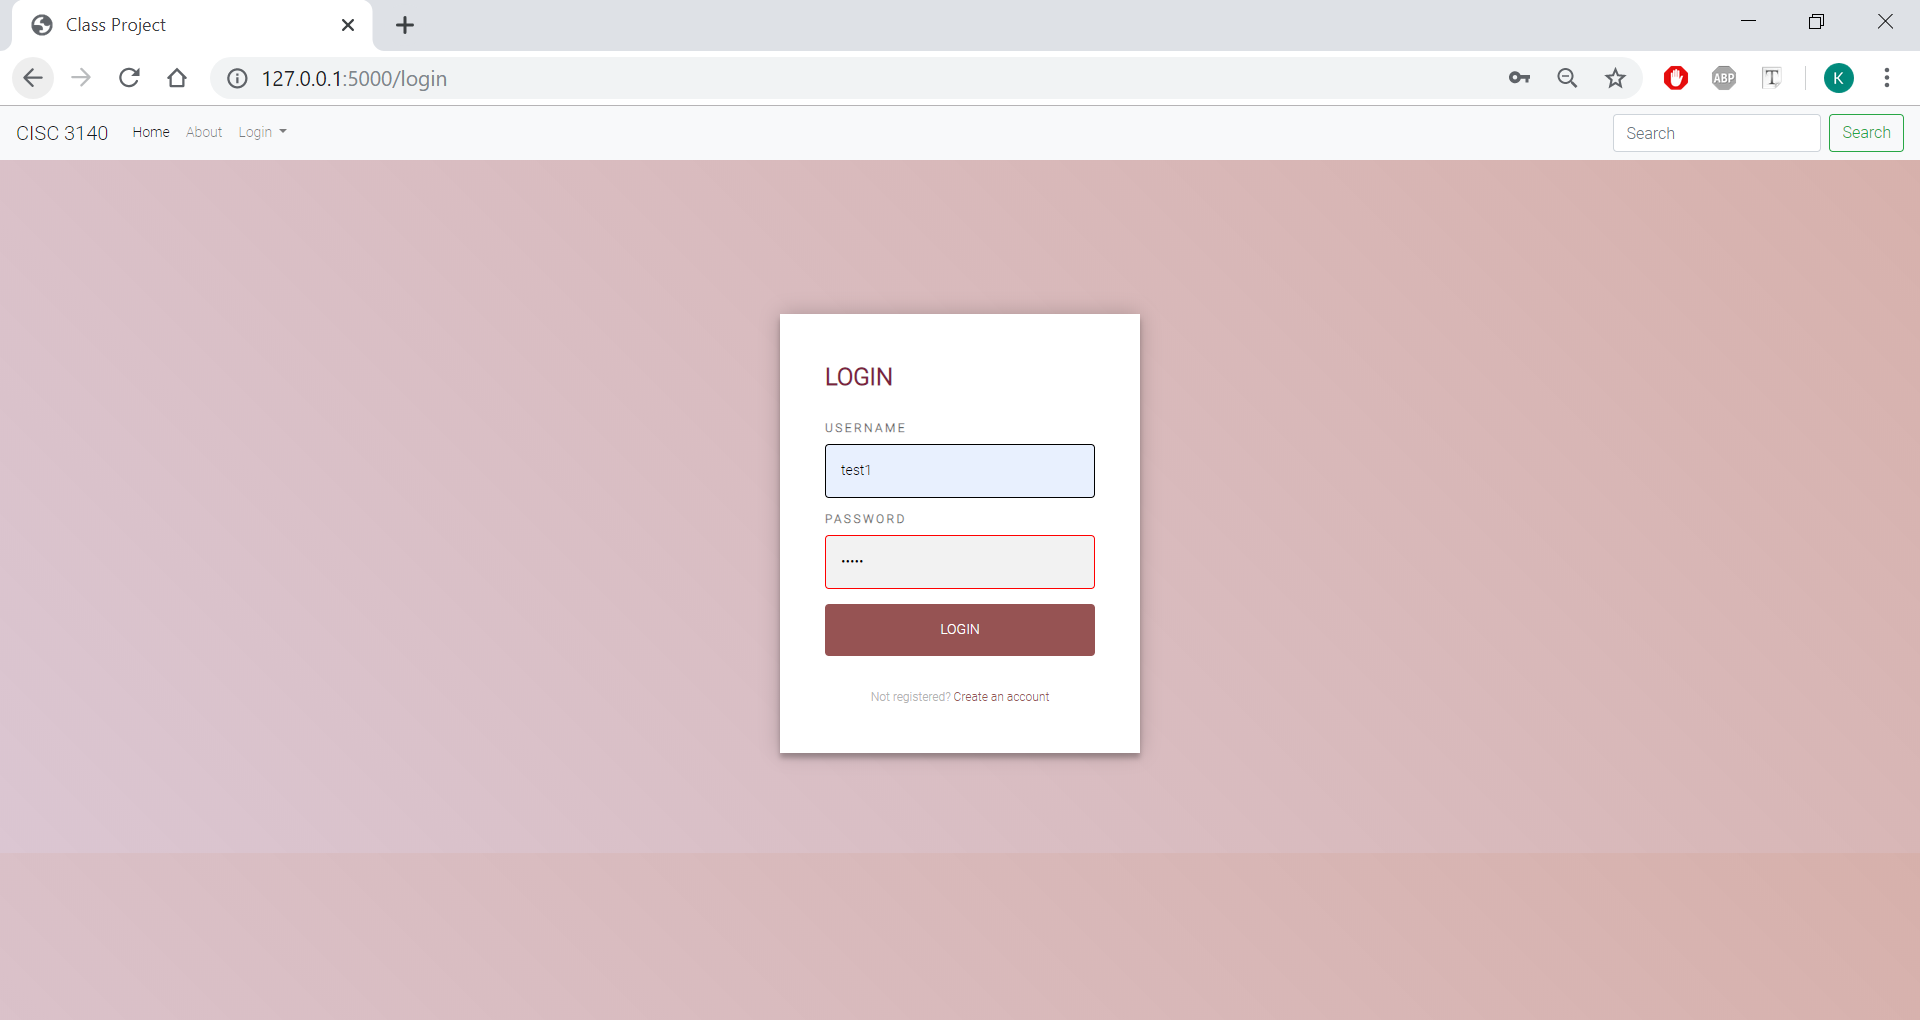 Class Project
127.0.0.1:5000/login
ABP
T
K
CISC 3140 Home About Login Search Search
LOGIN
USERNAME
test1
PASSWORD
•••••
LOGIN
Not registered? Create an account